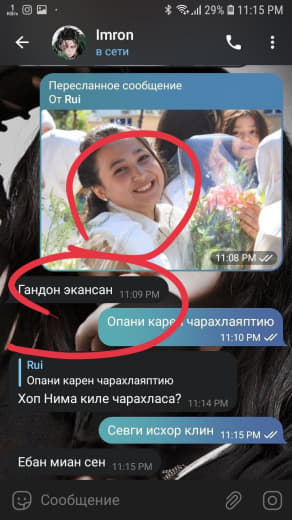 1
КБ/с
29% 11:15 PM
Imron
в сети
Пересланное сообщение
От Rui
11:08 PM
Гандон экансан
11:09 PM
Опани карен чарахлаяптию
11:10 PM
Rui
Опани карен чарахлаяптию
Хоп Нима киле чарахласа?
11:14 PM
Севги исхор клин
11:15 PM
Ебан миан сен
11:15 PM
Сообщение